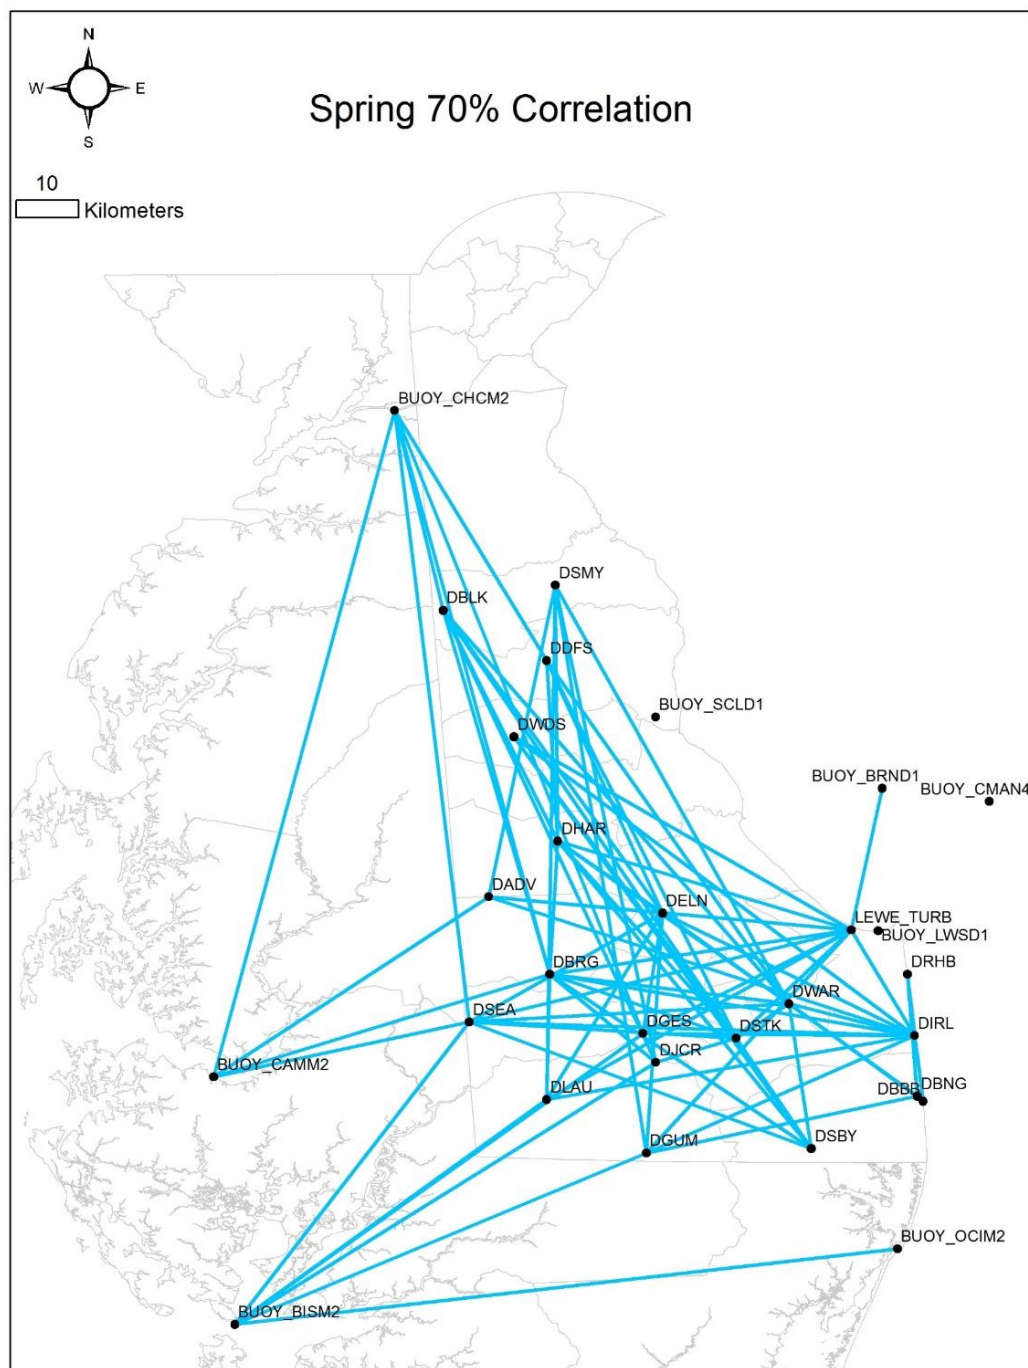 N
W E
S
Spring 70% Correlation
10
Kilometers
BUOY_CHCM2
DSMY
DBLK
DDFS
BUOY_SCLD1
DWDS
BUOY_BRND1
BUOY_CMAN4
DHAR
DADV
DELN
LEWE_TURB
BUOY_LWSD1
DBRG
DRHB
DWAR
DSEA
DGES
DSTK
DIRL
DJCR
BUOY_CAMM2
DLAU
DBBB
DBNG
DGUM
DSBY
BUOY_OCIM2
BUOY_BISM2